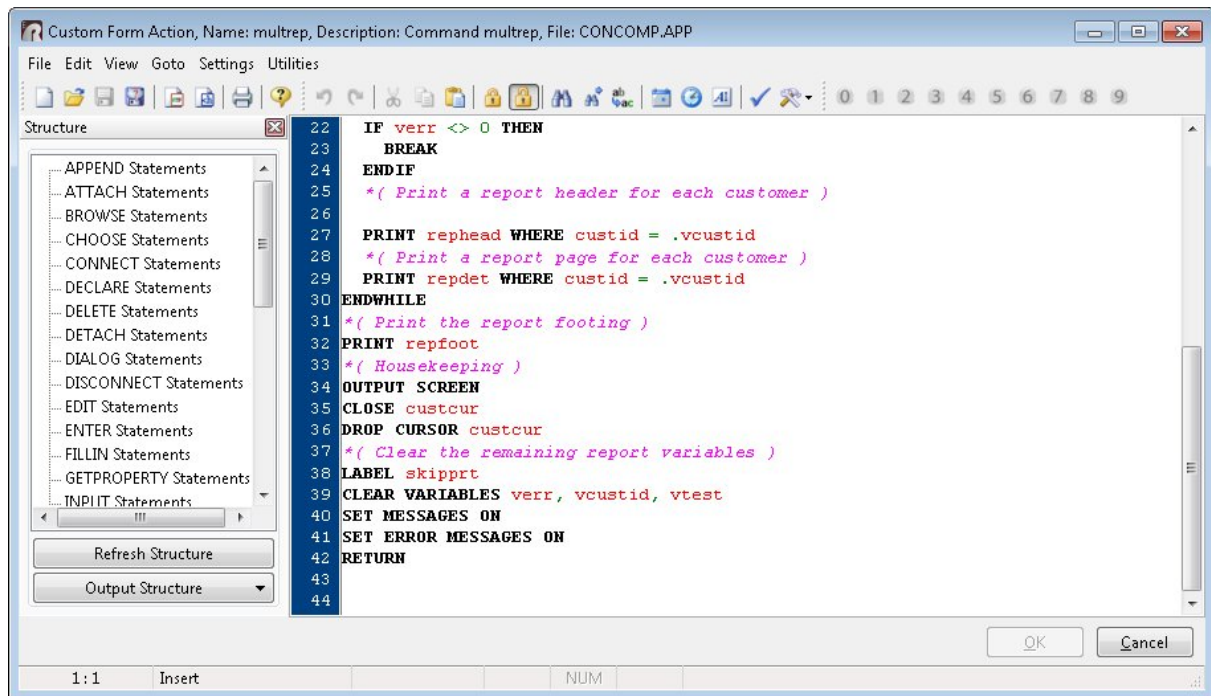 Custom Form Action, Name: multrep, Description: Command multrep, File: CONCOMP.APP
File Edit View Goto Settings Utilities
0 1 2 3 4 5 6 7 8 9
Structure
APPEND Statements
ATTACH Statements
BROWSE Statements
CHOOSE Statements
CONNECT Statements
DECLARE Statements
DELETE Statements
DETACH Statements
DIALOG Statements
DISCONNECT Statements
EDIT Statements
ENTER Statements
FILLIN Statements
GETPROPERTY Statements
INPUT Statements
Refresh Structure
Output Structure
22 IF verr <> 0 THEN
23 BREAK
24 ENDIF
25 *( Print a report header for each customer )
26
27 PRINT rephead WHERE custid = .vcustid
28 *( Print a report page for each customer )
29 PRINT repdet WHERE custid = .vcustid
30 ENDWHILE
31 *( Print the report footing )
32 PRINT repfoot
33 *( Housekeeping )
34 OUTPUT SCREEN
35 CLOSE custcur
36 DROP CURSOR custcur
37 *( Clear the remaining report variables )
38 LABEL skipprt
39 CLEAR VARIABLES verr, vcustid, vtest
40 SET MESSAGES ON
41 SET ERROR MESSAGES ON
42 RETURN
43
44
OK
Cancel
1:1 Insert NUM